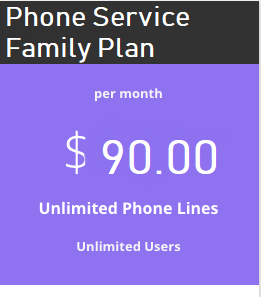 Phone Service
Family Plan
per month
$ 90.00
Unlimited Phone Lines
Unlimited Users